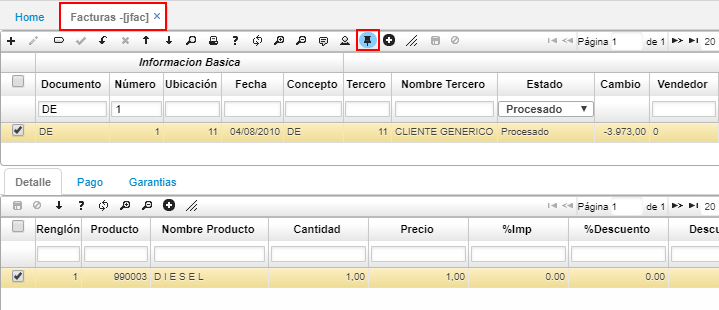 Home Facturas -[jfac] ×
Página 1 de 1 20
Informacion Basica
Documento Número Ubicación Fecha Concepto Tercero Nombre Tercero Estado Cambio Vendedor
DE 1 Procesado
DE 1 11 04/08/2010 DE 11 CLIENTE GENERICO Procesado -3.973,00 0
Detalle Pago Garantias
Página 1 de 1 20
Renglón Producto Nombre Producto Cantidad Precio %Imp %Descuento Descu
1 990003 D I E S E L 1,00 1,00 0.00 0.00